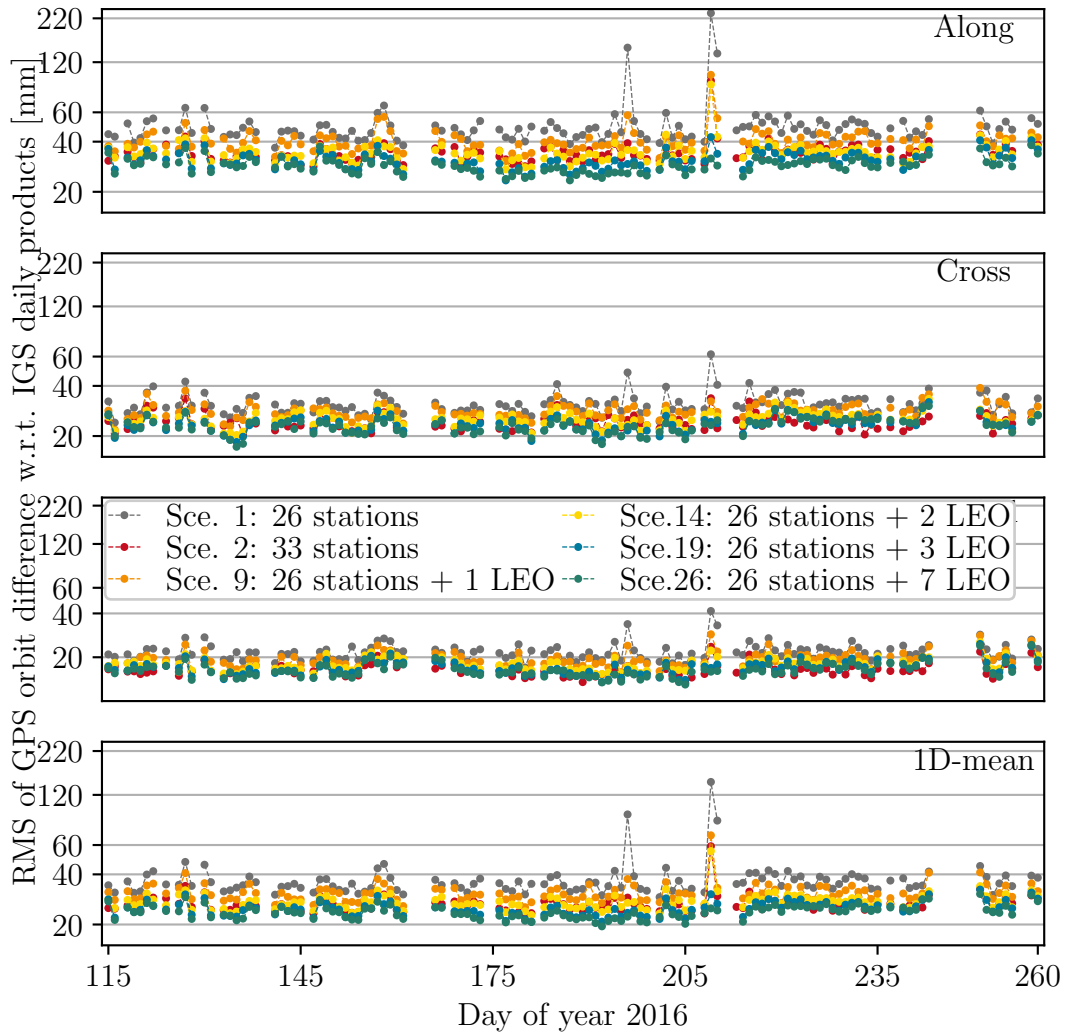 RMS of GPS orbit difference w.r.t. IGS daily products [mm]
220
120
60
40
20
Along
220
120
60
40
20
Cross
220
120
60
40
20
Sce. 1: 26 stations
Sce. 2: 33 stations
Sce. 9: 26 stations + 1 LEO
Sce.14: 26 stations + 2 LEO
Sce.19: 26 stations + 3 LEO
Sce.26: 26 stations + 7 LEO
220
120
60
40
20
1D-mean
115 145 175 205 235 260
Day of year 2016